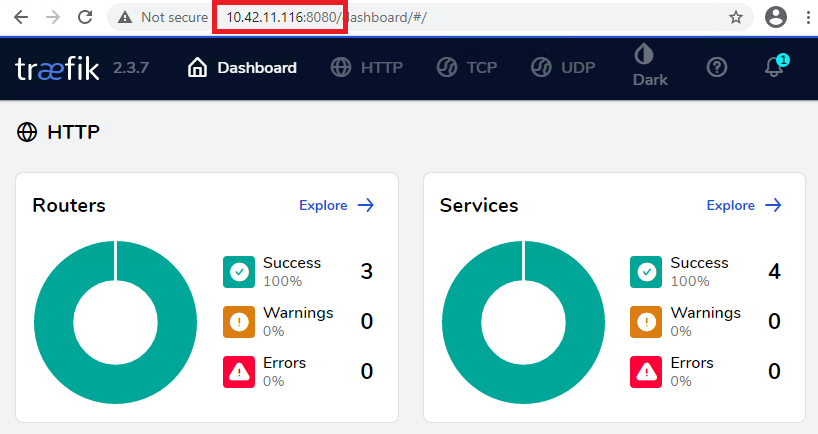 Not secure 10.42.11.116:8080/dashboard/#/
træfik 2.3.7 Dashboard HTTP TCP UDP Dark 1
HTTP
Routers Explore
Success 3
100%
Warnings 0
0%
Errors 0
0%
Services Explore
Success 4
100%
Warnings 0
0%
Errors 0
0%